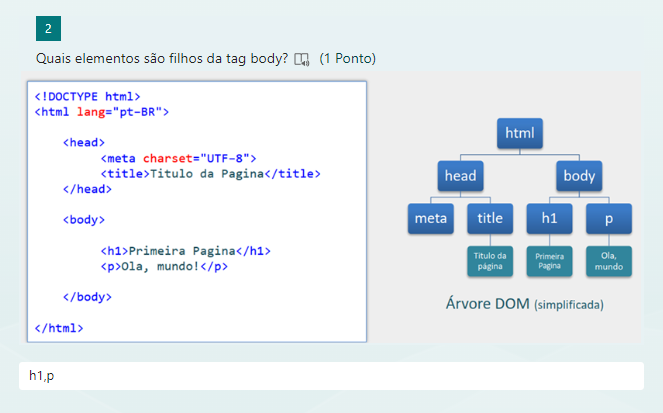 2
Quais elementos são filhos da tag body? (1 Ponto)
<!DOCTYPE html>
<html lang="pt-BR">
<head>
<meta charset="UTF-8">
<title>Titulo da Pagina</title>
</head>
<body>
<h1>Primeira Pagina</h1>
<p>Ola, mundo!</p>
</body>
</html>
html
head body
meta title h1 p
Titulo da página
Primeira Pagina
Ola, mundo
Árvore DOM (simplificada)
h1,p